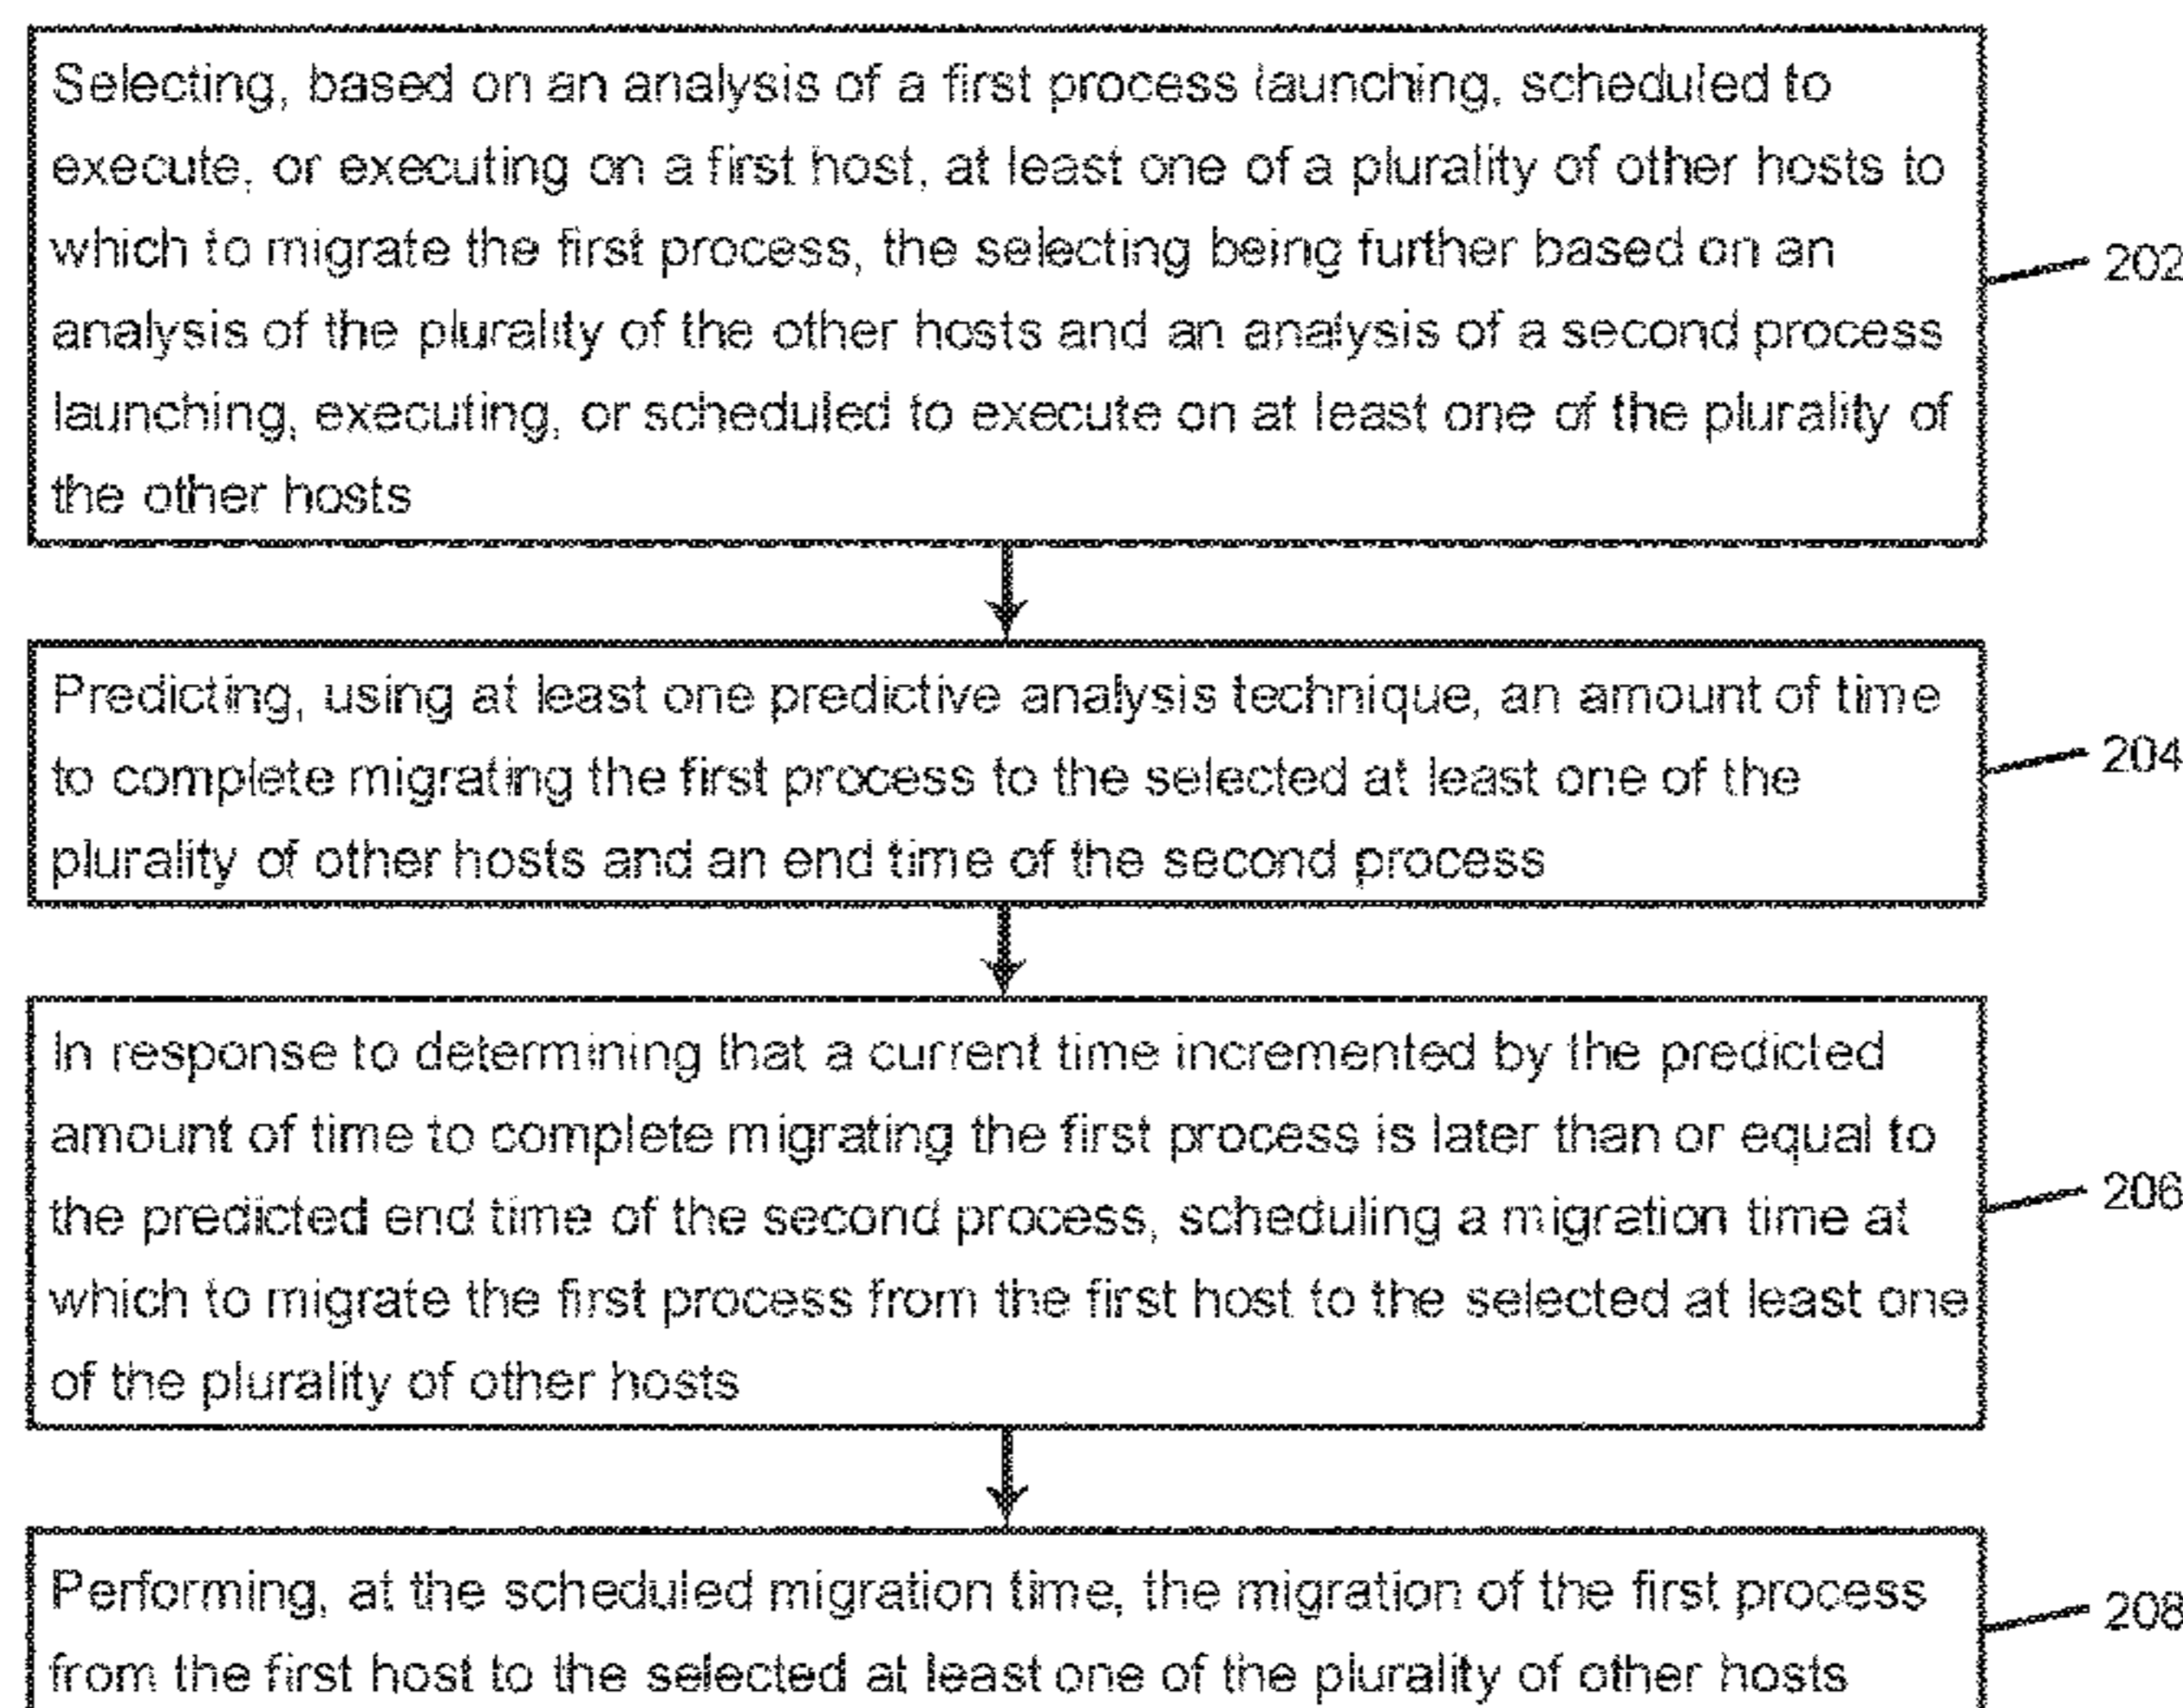 Selecting, based on an analysis of a first process launching, scheduled to
execute, or executing on a first host, at least one of a plurality of other hosts to
which to migrate the first process, the selecting being further based on an
analysis of the plurality of the other hosts and an analysis of a second process
launching, executing, or scheduled to execute on at least one of the plurality of
the other hosts
202
Predicting, using at least one predictive analysis technique, an amount of time
to complete migrating the first process to the selected at least one of the
plurality of other hosts and an end time of the second process
204
In response to determining that a current time incremented by the predicted
amount of time to complete migrating the first process is later than or equal to
the predicted end time of the second process, scheduling a migration time at
which to migrate the first process from the first host to the selected at least one
of the plurality of other hosts
206
Performing, at the scheduled migration time, the migration of the first process
from the first host to the selected at least one of the plurality of other hosts
208